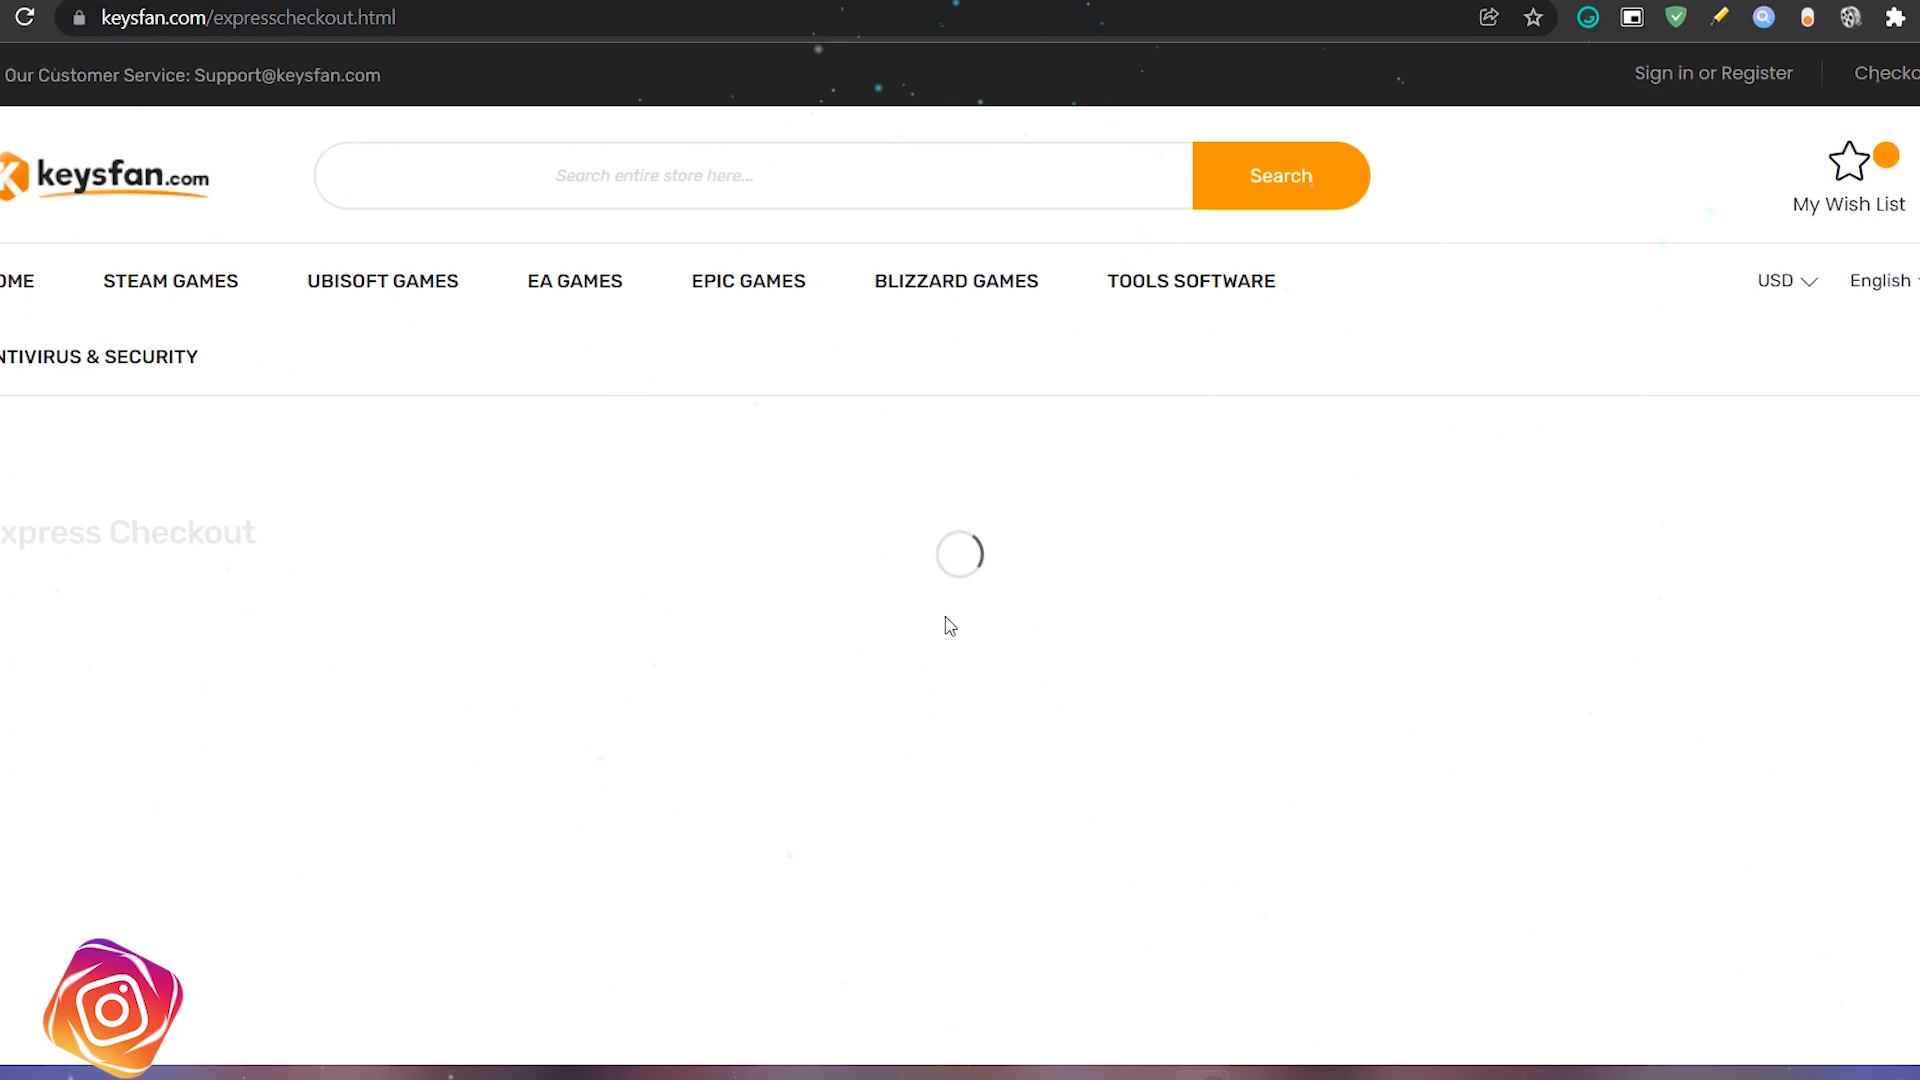 keysfan.com/expresscheckout.html
Our Customer Service: Support@keysfan.com
Sign in or Register
Checko
keysfan.com
Search entire store here...
Search
My Wish List
OME
STEAM GAMES
UBISOFT GAMES
EA GAMES
EPIC GAMES
BLIZZARD GAMES
TOOLS SOFTWARE
USD
English
NTIVIRUS & SECURITY
xpress Checkout